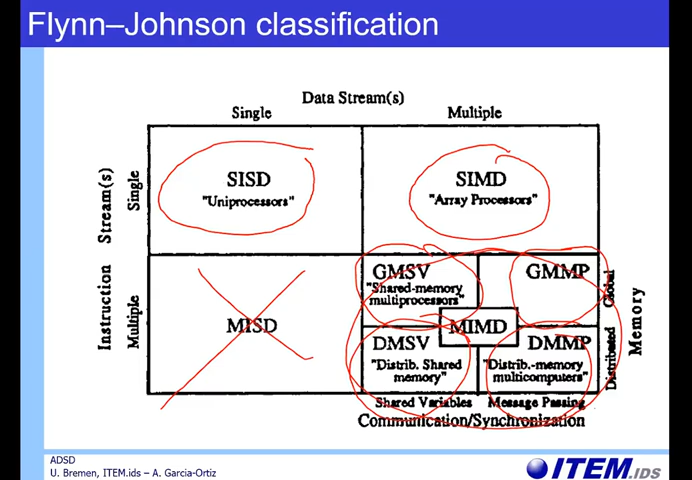 Flynn–Johnson classification
Data Stream(s)
Single
Multiple
Instruction Stream(s)
Single
Multiple
SISD
"Uniprocessors"
SIMD
"Array Processors"
MISD
GMSV
"Shared-memory
multiprocessors"
GMMP
MIMD
DMSV
"Distrib. Shared
memory"
DMMP
"Distrib.-memory
multicomputers"
Global
Distributed
Memory
Shared Variables
Message Passing
Communication/Synchronization
ADSD
U. Bremen, ITEM.ids – A. Garcia-Ortiz
ITEM.IDS